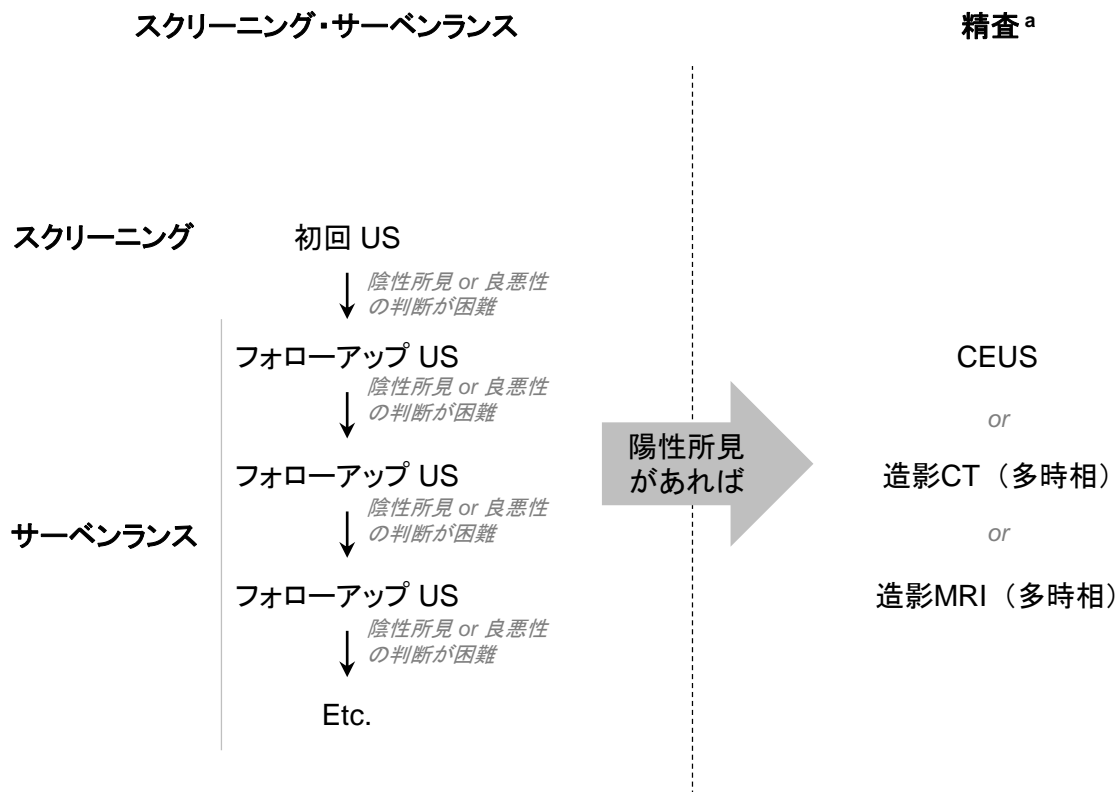 スクリーニング・サーベンランス
精査 a
スクリーニング
初回 US
陰性所見 or 良悪性
の判断が困難
フォローアップ US
陰性所見 or 良悪性
の判断が困難
フォローアップ US
陰性所見 or 良悪性
の判断が困難
サーベンランス
フォローアップ US
陰性所見 or 良悪性
の判断が困難
Etc.
陽性所見
があれば
CEUS
or
造影CT（多時相）
or
造影MRI（多時相）